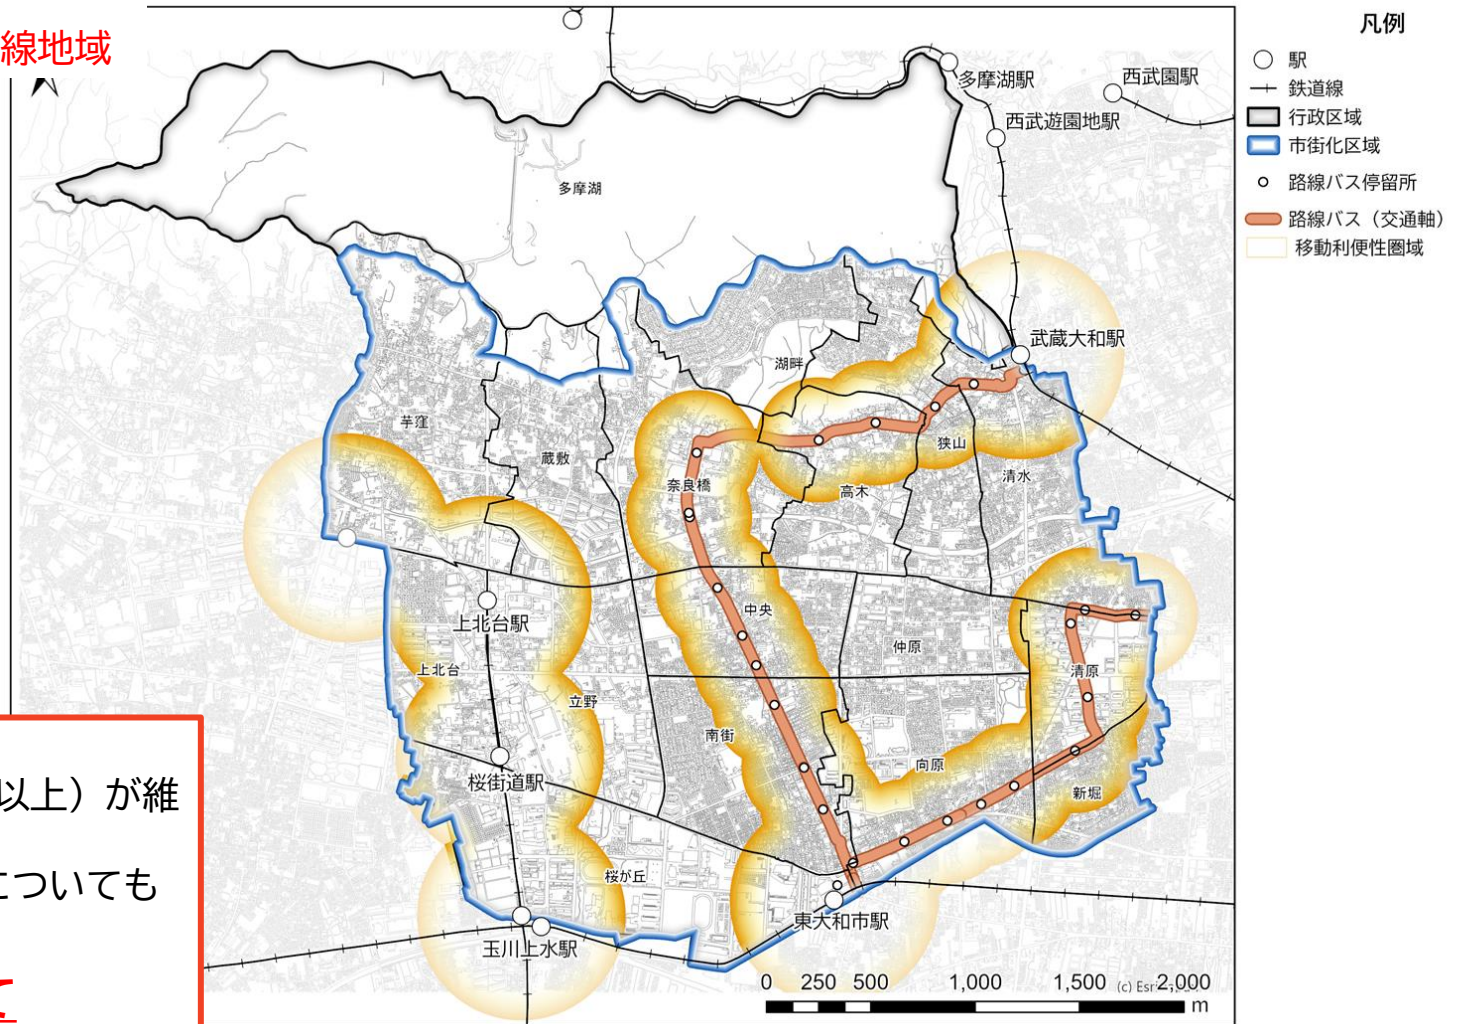 線地域
凡例
駅
鉄道線
行政区域
市街化区域
路線バス停留所
路線バス（交通軸）
移動利便性圏域
多摩湖駅
西武園駅
西武遊園地駅
多摩湖
武蔵大和駅
湖畔
芋窪
蔵敷
狭山
清水
奈良橋
高木
中央
上北台駅
仲原
上北台
清原
立野
南街
向原
桜街道駅
新堀
桜が丘
東大和市駅
玉川上水駅
以上）が維
についても
て
0 250 500 1,000 1,500 2,000
m
(c) Esri